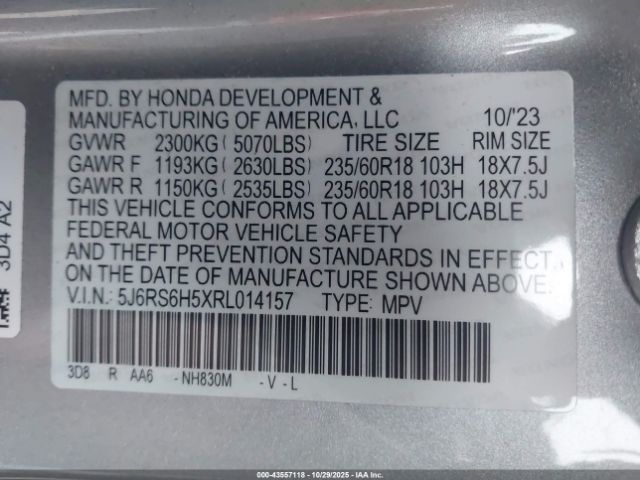 MFD. BY HONDA DEVELOPMENT &
MANUFACTURING OF AMERICA, LLC 10/'23
GVWR 2300KG ( 5070LBS) TIRE SIZE RIM SIZE
GAWR F 1193KG ( 2630LBS) 235/60R18 103H 18X7.5J
GAWR R 1150KG ( 2535LBS) 235/60R18 103H 18X7.5J
THIS VEHICLE CONFORMS TO ALL APPLICABLE
FEDERAL MOTOR VEHICLE SAFETY
AND THEFT PREVENTION STANDARDS IN EFFECT
ON THE DATE OF MANUFACTURE SHOWN ABOVE.
V.I.N.: 5J6RS6H5XRL014157 TYPE: MPV
3D8 R AA6 -NH830M -V-L
3D4 A2
000-43557118 - 10/29/2025 - IAA Inc.